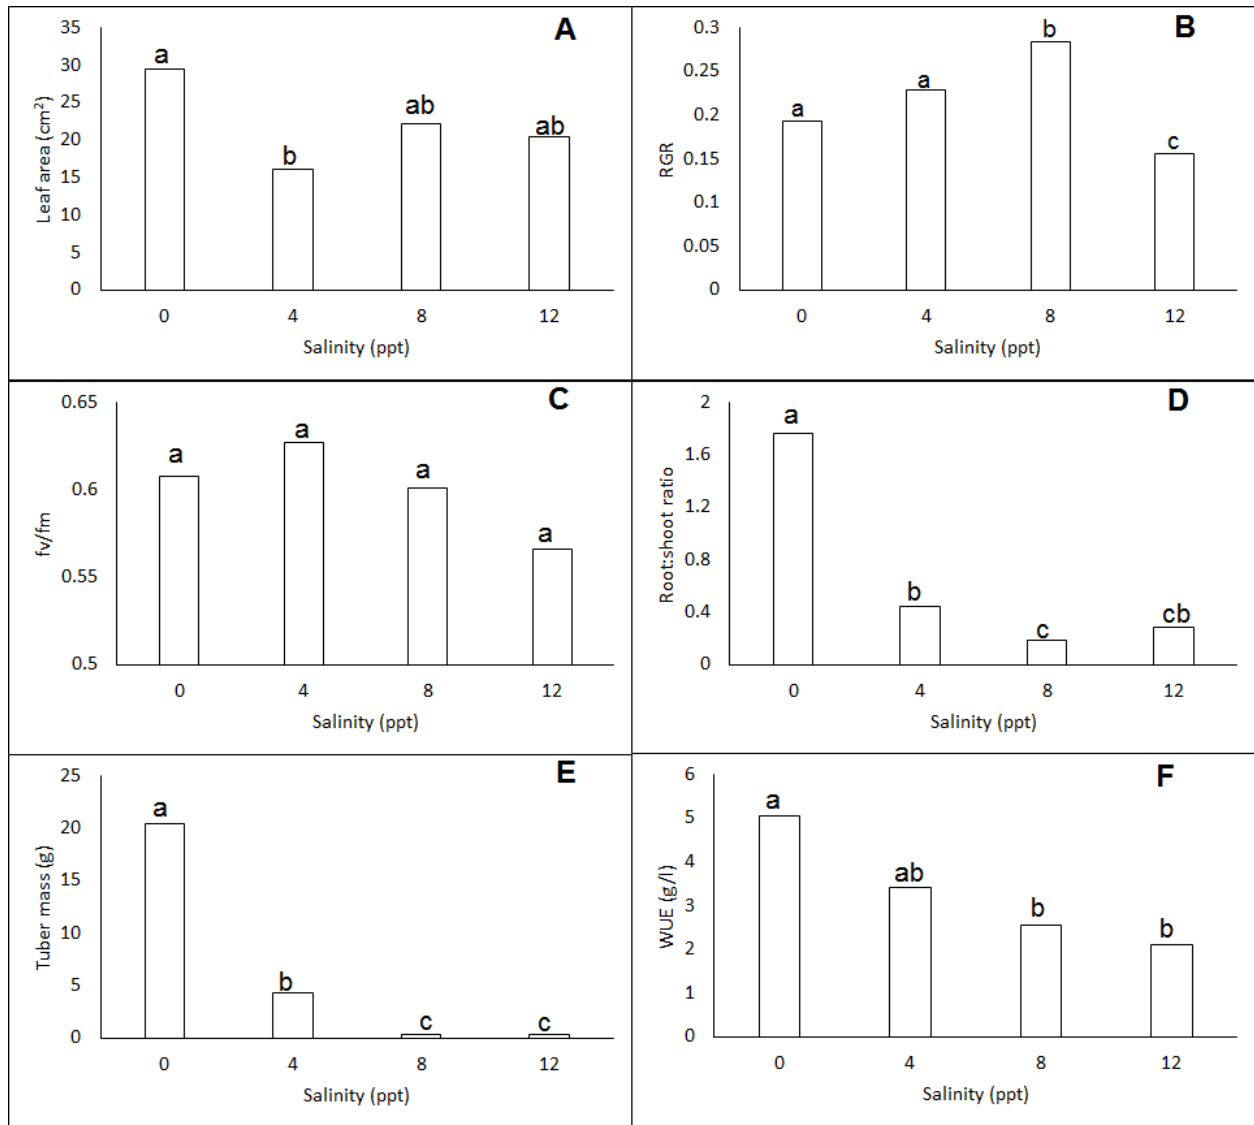 A
Leaf area (cm²)
35
30
25
20
15
10
5
0
a
b
ab
ab
0 4 8 12
Salinity (ppt)
B
RGR
0.3
0.25
0.2
0.15
0.1
0.05
0
a
a
b
c
0 4 8 12
Salinity (ppt)
C
fv/fm
0.65
0.6
0.55
0.5
a
a
a
a
0 4 8 12
Salinity (ppt)
D
Root:shoot ratio
2
1.6
1.2
0.8
0.4
0
a
b
c
cb
0 4 8 12
Salinity (ppt)
E
Tuber mass (g)
25
20
15
10
5
0
a
b
c
c
0 4 8 12
Salinity (ppt)
F
WUE (g/l)
6
5
4
3
2
1
0
a
ab
b
b
0 4 8 12
Salinity (ppt)